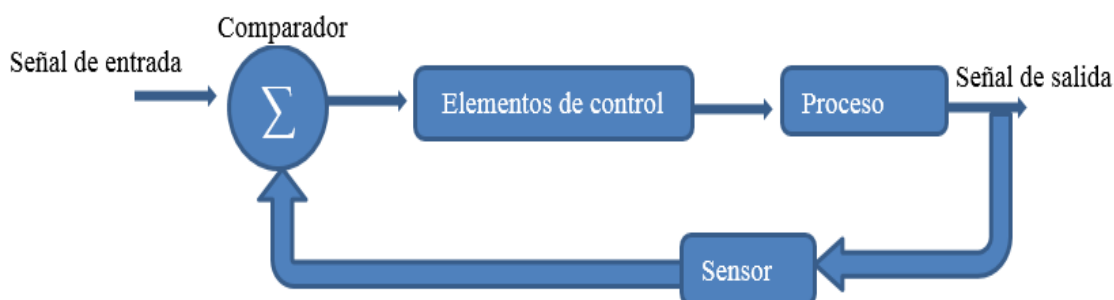 Comparador
Señal de entrada
∑
Elementos de control
Proceso
Señal de salida
Sensor